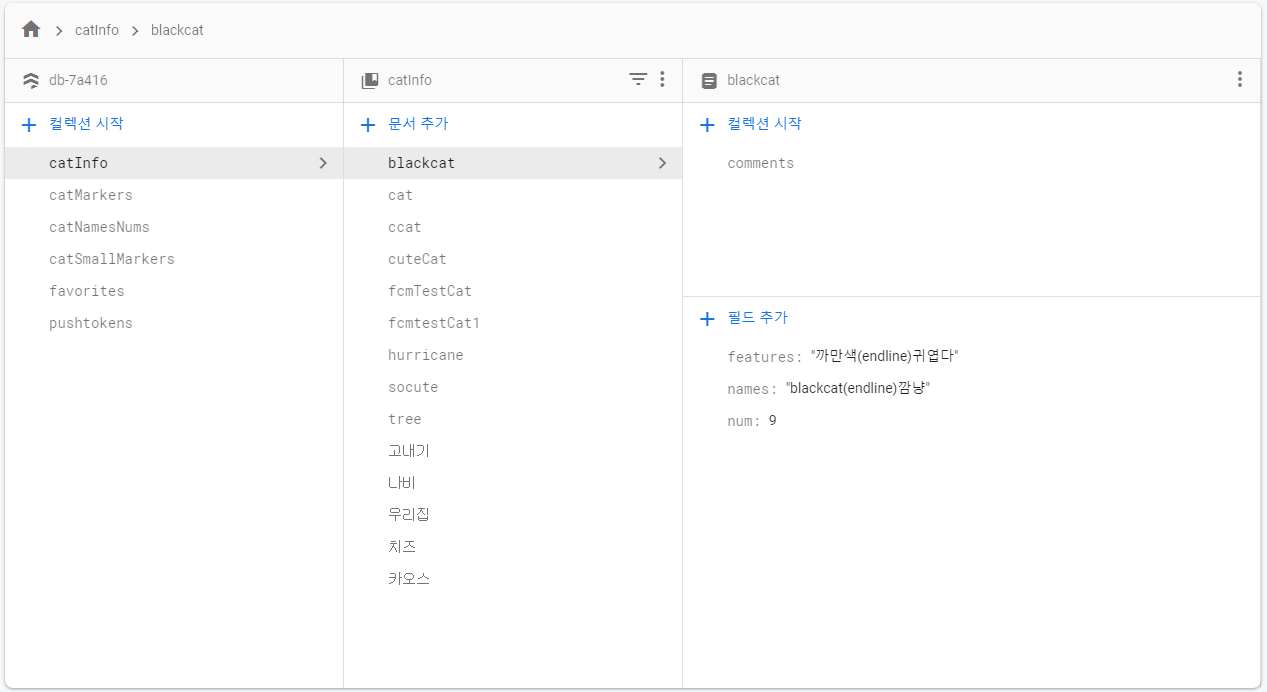 catInfo
blackcat
db-7a416
catInfo
blackcat
컬렉션 시작
catInfo
catMarkers
catNamesNums
catSmallMarkers
favorites
pushtokens
문서 추가
blackcat
cat
ccat
cuteCat
fcmTestCat
fcmtestCat1
hurricane
socute
tree
고내기
나비
우리집
치즈
카오스
컬렉션 시작
comments
필드 추가
features: "까만색(endline)귀엽다"
names: "blackcat(endline)깜냥"
num: 9